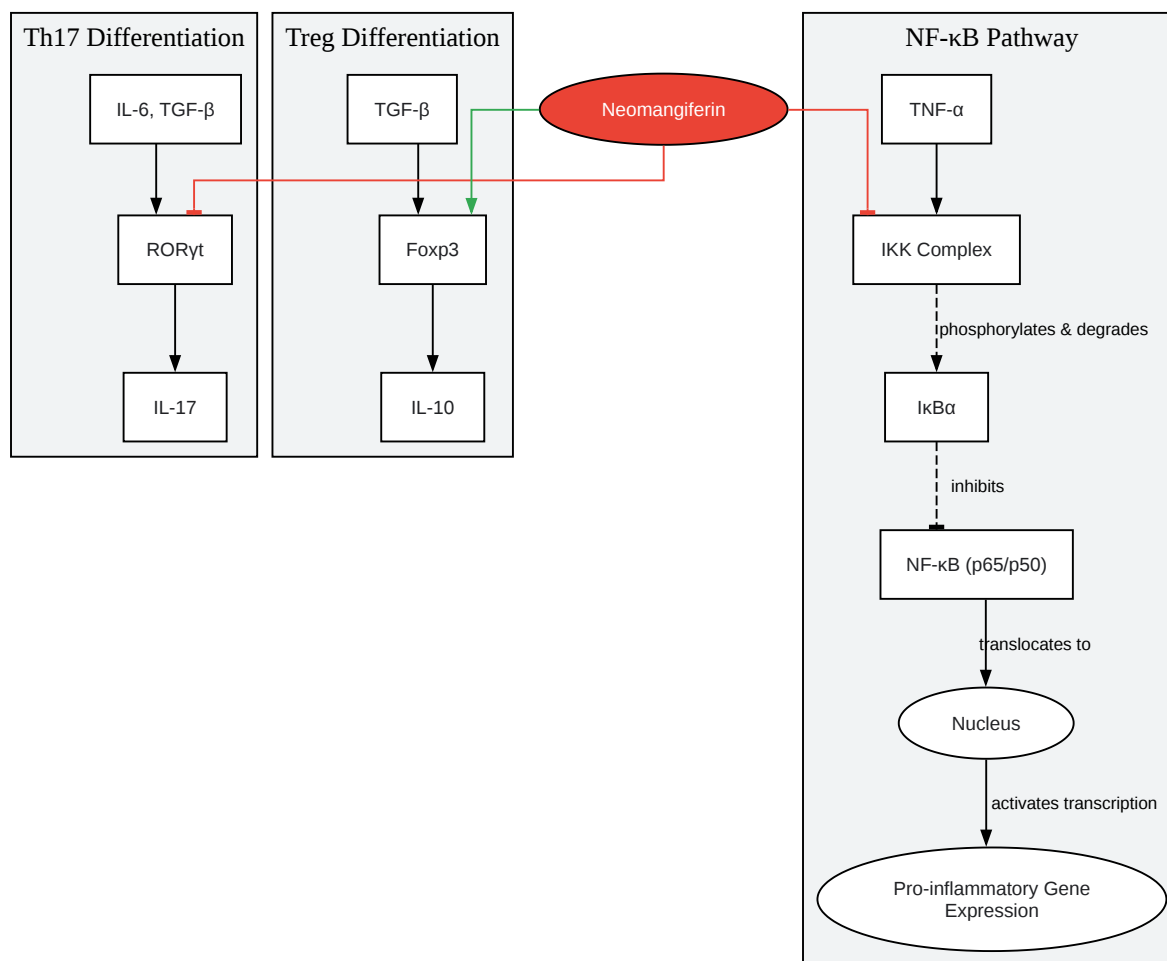 Th17 Differentiation
IL-6, TGF-β
RORγt
IL-17
Treg Differentiation
TGF-β
Foxp3
IL-10
Neomangiferin
NF-κB Pathway
TNF-α
IKK Complex
phosphorylates & degrades
IκBα
inhibits
NF-κB (p65/p50)
translocates to
Nucleus
activates transcription
Pro-inflammatory Gene
Expression